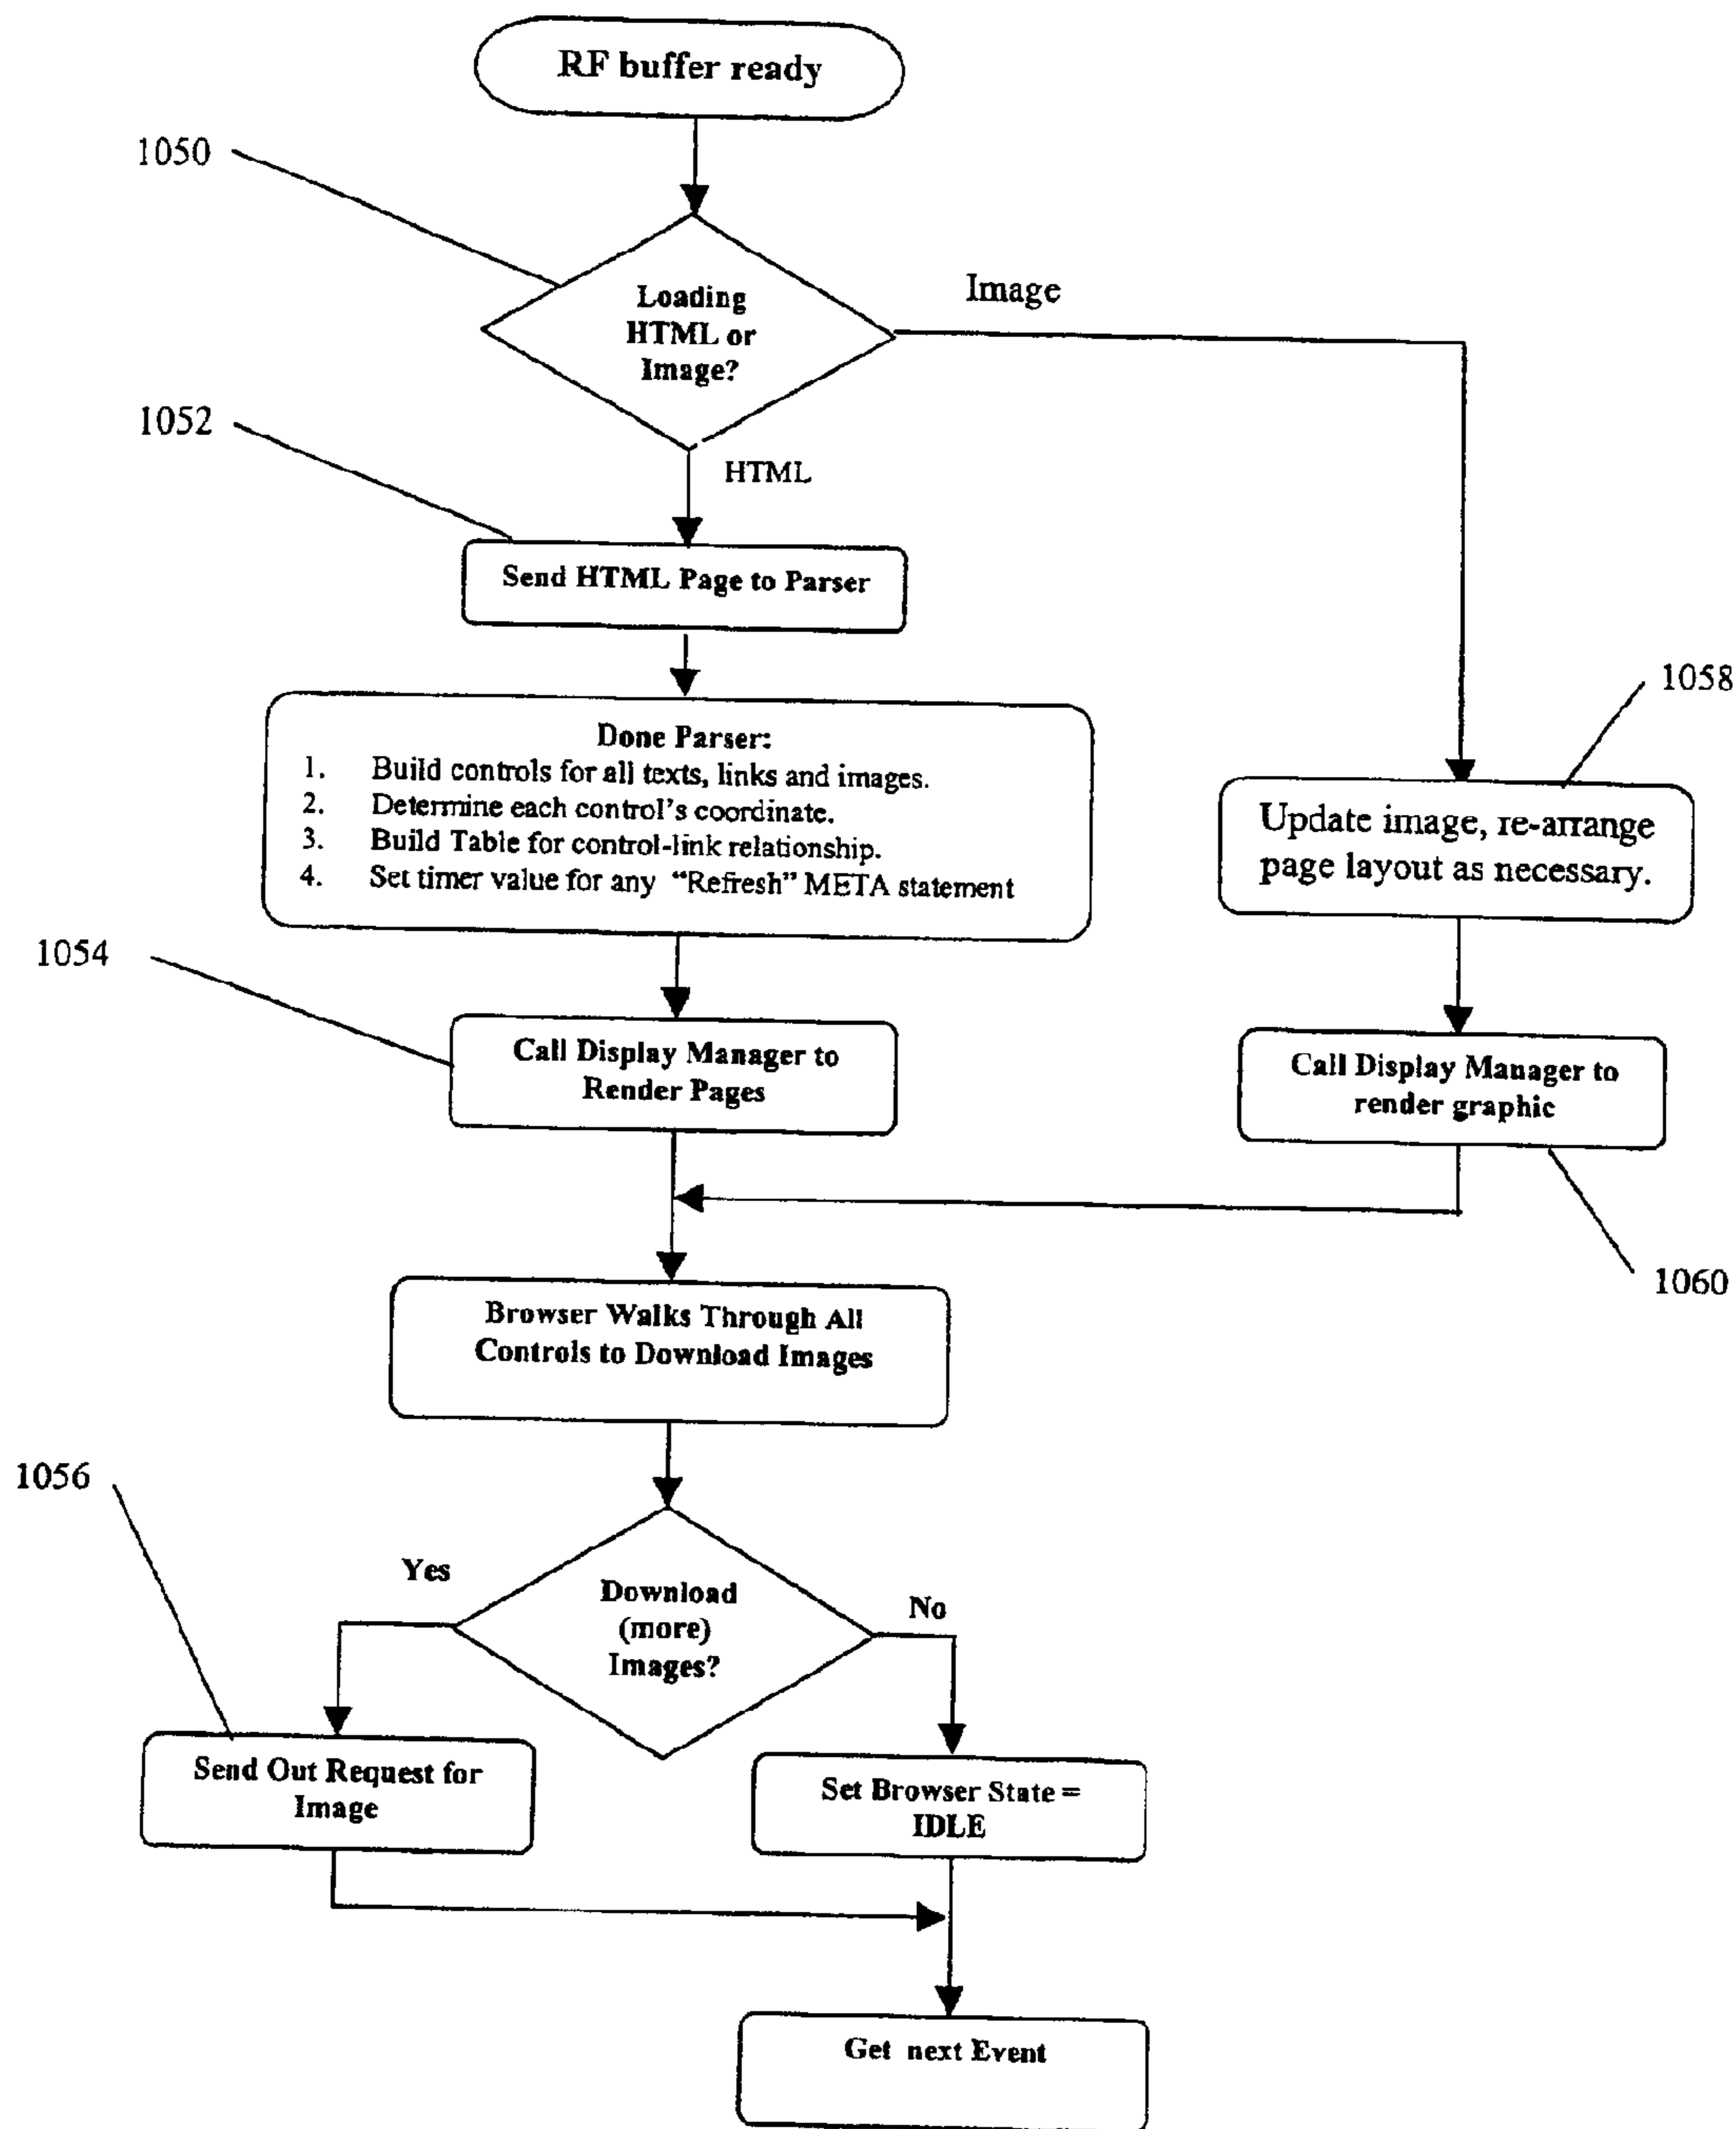 RF buffer ready
1050
Loading
HTML or
Image?
Image
1052
HTML
Send HTML Page to Parser
1058
Done Parser:
1. Build controls for all texts, links and images.
2. Determine each control's coordinate.
3. Build Table for control-link relationship.
4. Set timer value for any "Refresh" META statement
Update image, re-arrange
page layout as necessary.
1054
Call Display Manager to
Render Pages
Call Display Manager to
render graphic
1060
Browser Walks Through All
Controls to Download Images
1056
Yes
Download
(more)
Images?
No
Send Out Request for
Image
Set Browser State =
IDLE
Get next Event